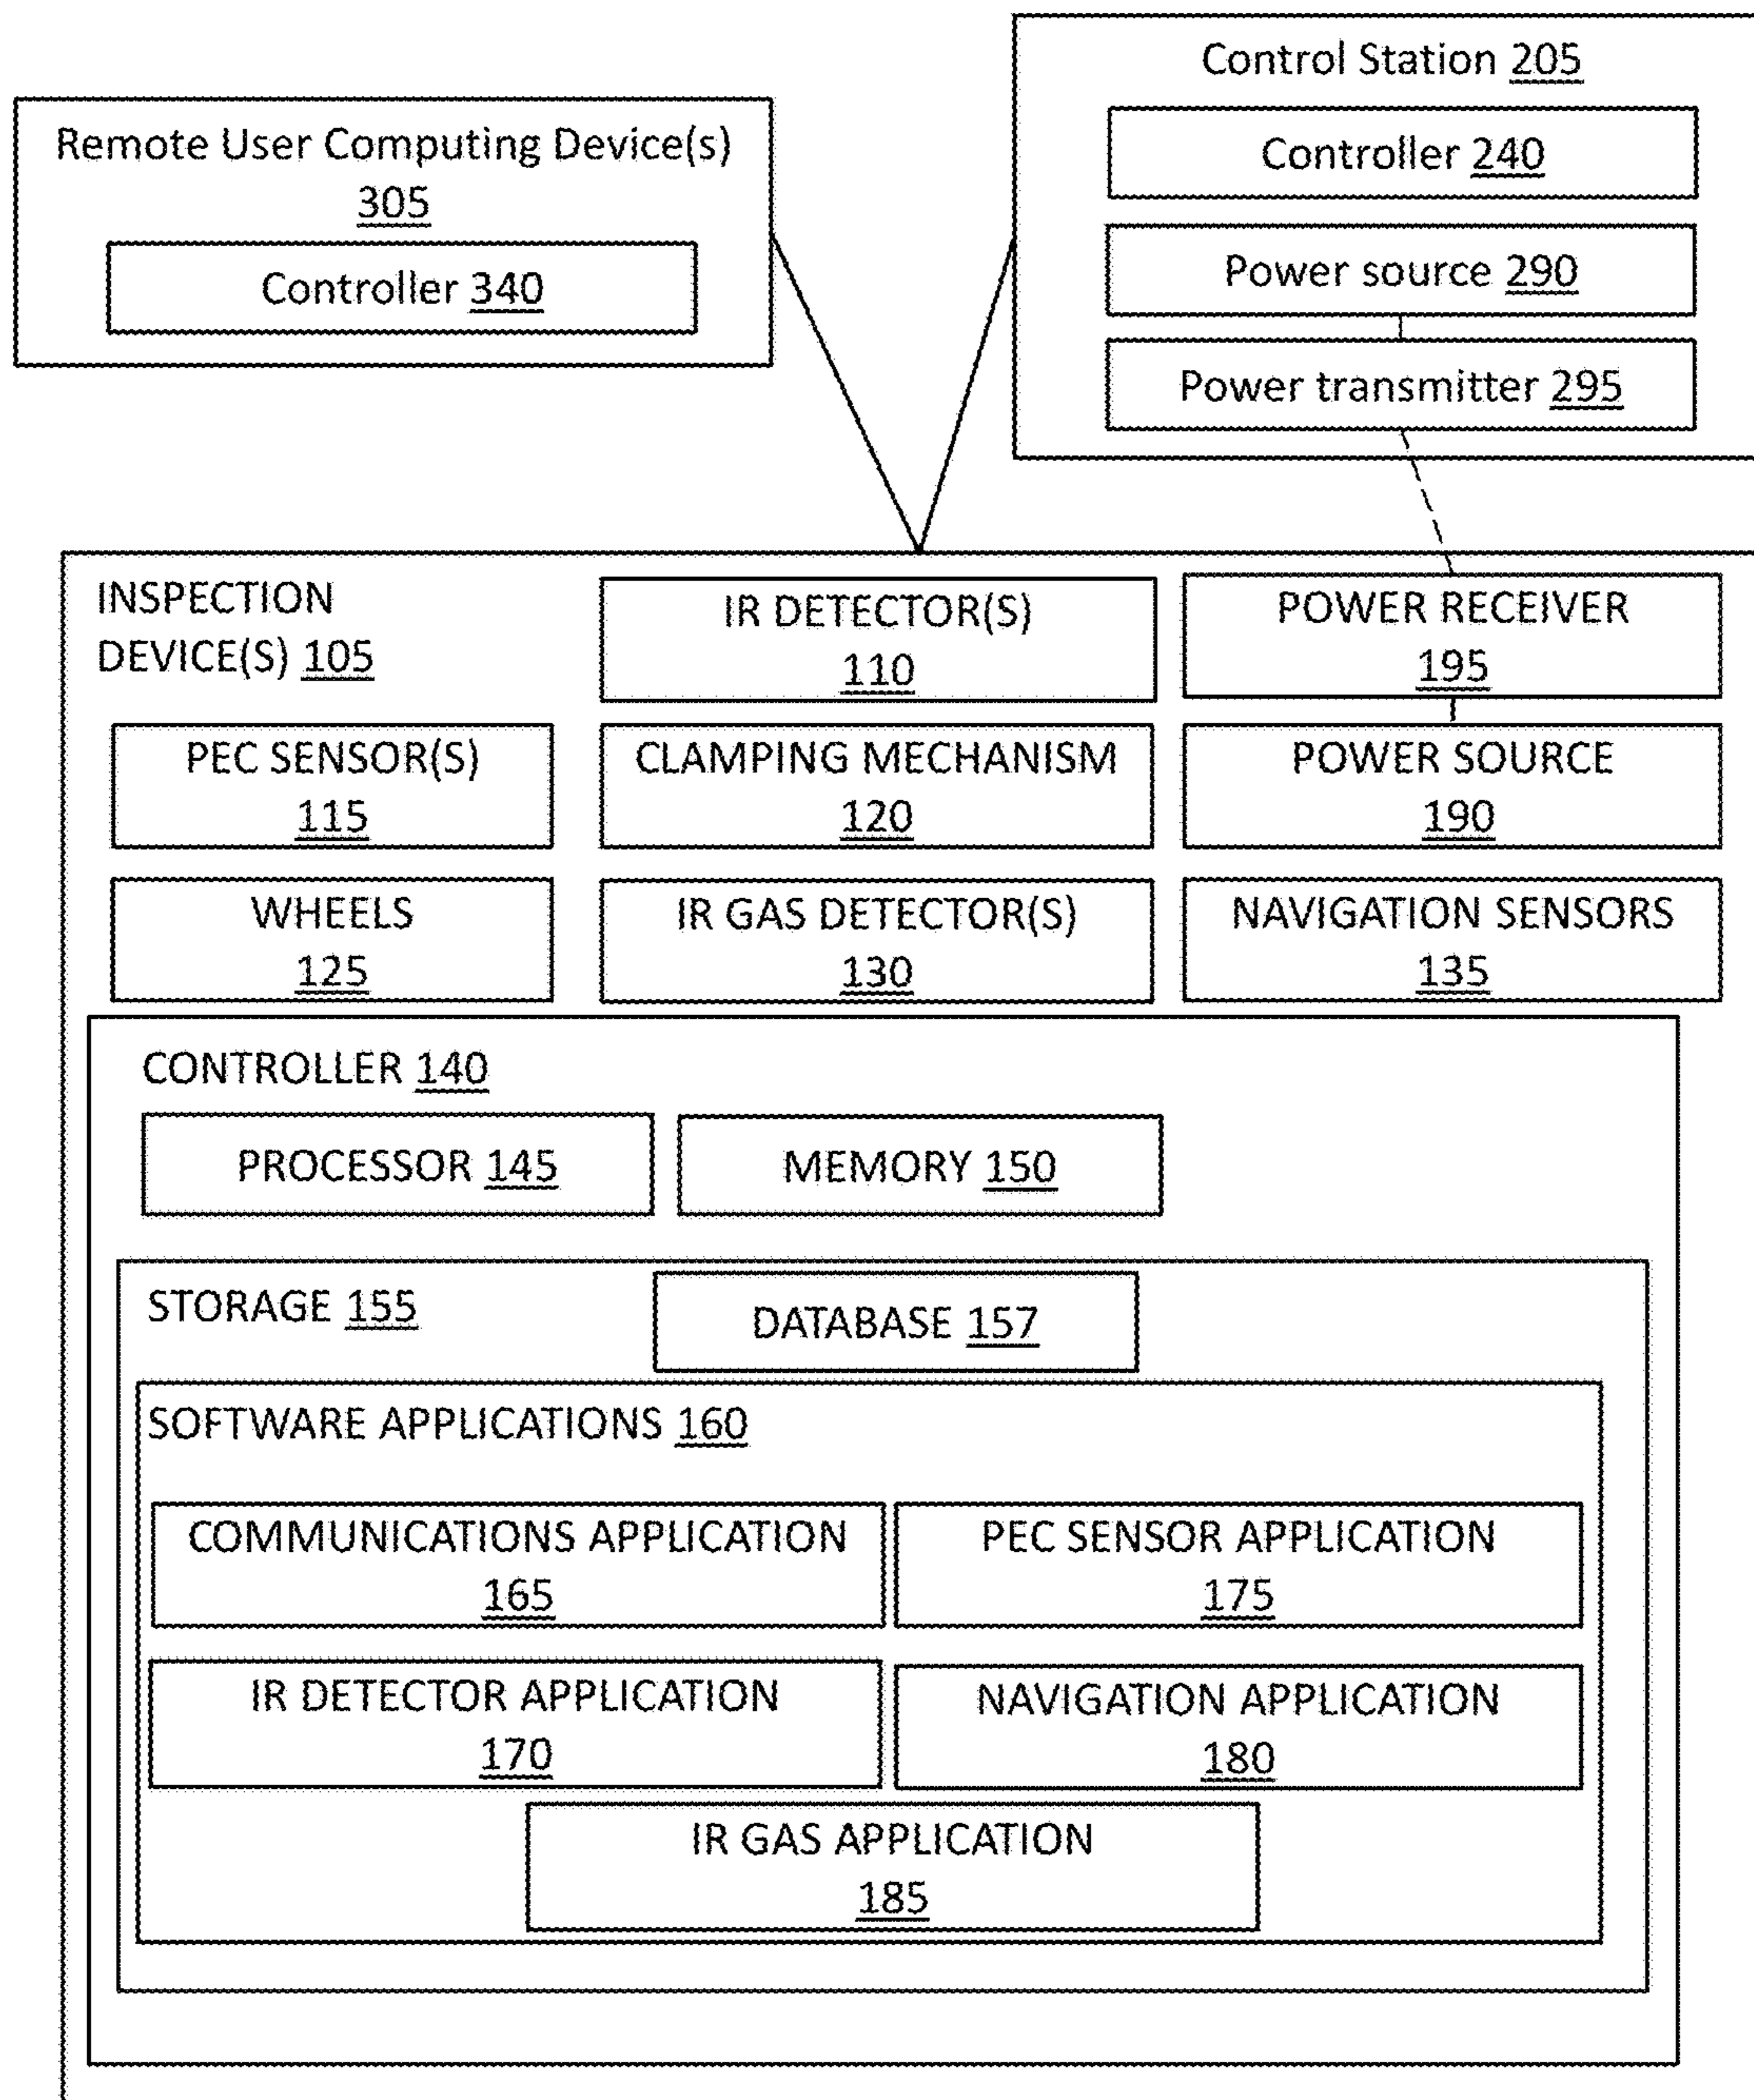 Remote User Computing Device(s)
305
Controller 340
Control Station 205
Controller 240
Power source 290
Power transmitter 295
INSPECTION
DEVICE(S) 105
IR DETECTOR(S)
110
POWER RECEIVER
195
PEC SENSOR(S)
115
CLAMPING MECHANISM
120
POWER SOURCE
190
WHEELS
125
IR GAS DETECTOR(S)
130
NAVIGATION SENSORS
135
CONTROLLER 140
PROCESSOR 145
MEMORY 150
STORAGE 155
DATABASE 157
SOFTWARE APPLICATIONS 160
COMMUNICATIONS APPLICATION
165
PEC SENSOR APPLICATION
175
IR DETECTOR APPLICATION
170
NAVIGATION APPLICATION
180
IR GAS APPLICATION
185